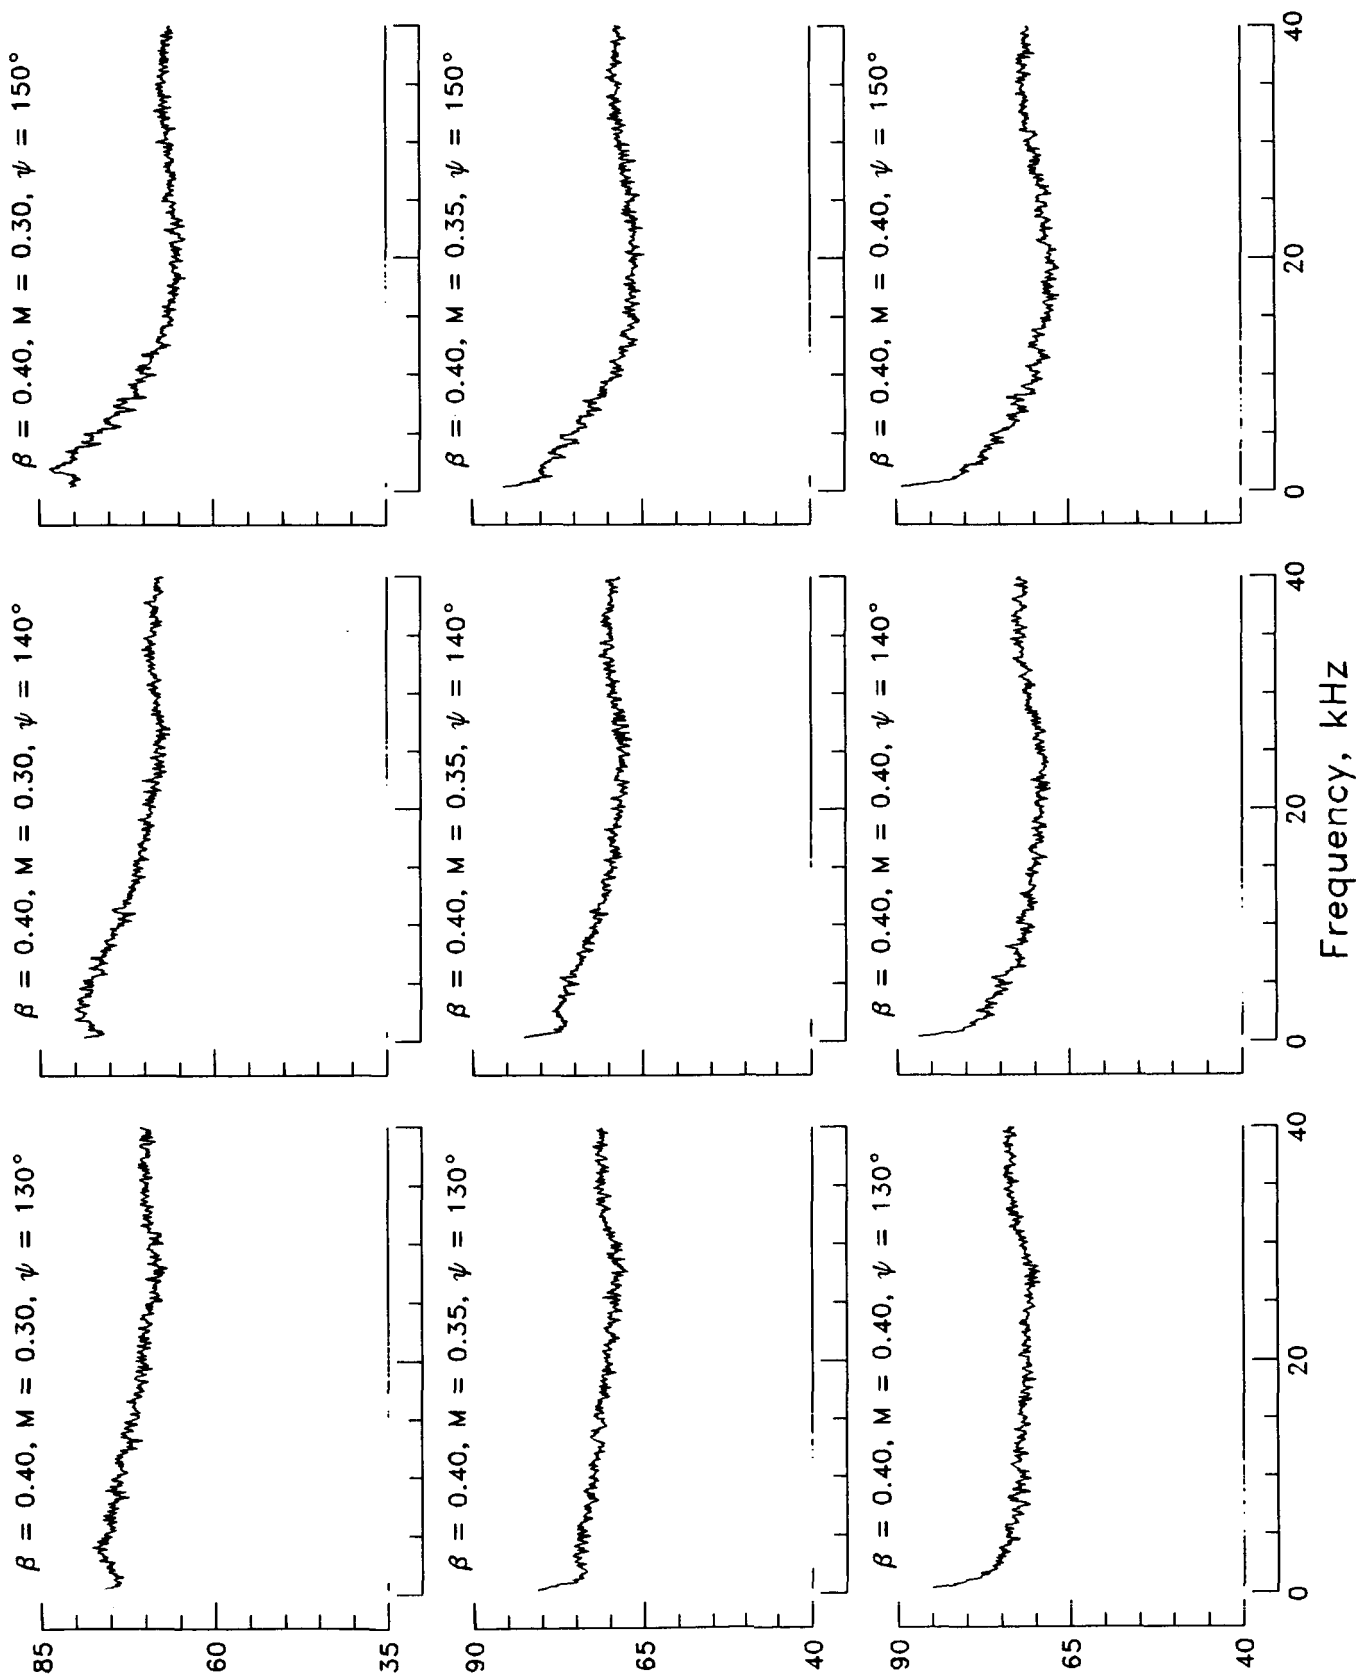 β = 0.40, M = 0.30, ψ = 130°
β = 0.40, M = 0.30, ψ = 140°
β = 0.40, M = 0.30, ψ = 150°
85
60
35
β = 0.40, M = 0.35, ψ = 130°
β = 0.40, M = 0.35, ψ = 140°
β = 0.40, M = 0.35, ψ = 150°
90
65
40
β = 0.40, M = 0.40, ψ = 130°
β = 0.40, M = 0.40, ψ = 140°
β = 0.40, M = 0.40, ψ = 150°
90
65
40
0 20 40 0 20 40 0 20 40
Frequency, kHz